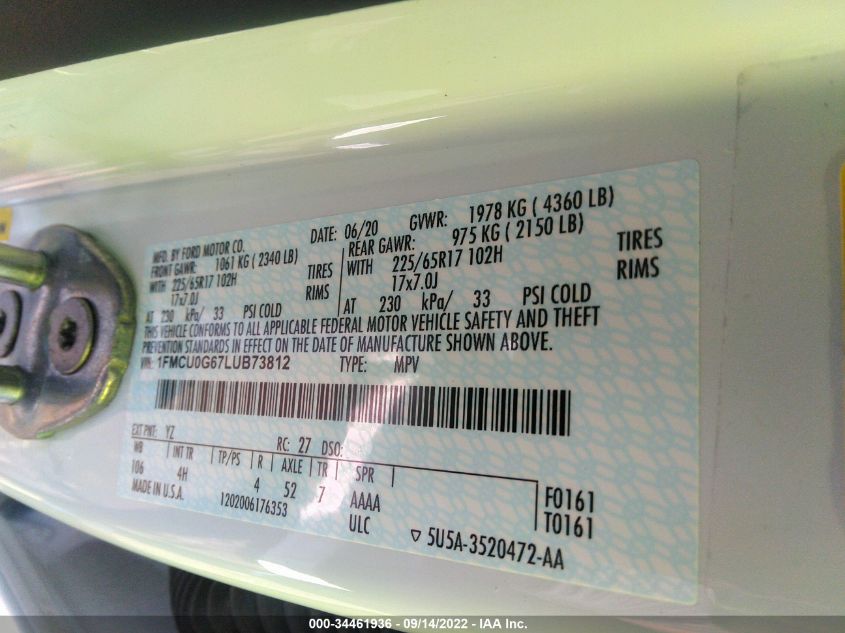 MFD. BY FORD MOTOR CO.
DATE: 06/20 GVWR: 1978 KG ( 4360 LB)
FRONT GAWR: 1061 KG ( 2340 LB)
WITH 225/65R17 102H TIRES
17x7.0J RIMS
AT 230 kPa/ 33 PSI COLD
REAR GAWR: 975 KG ( 2150 LB)
WITH 225/65R17 102H TIRES
17x7.0J RIMS
AT 230 kPa/ 33 PSI COLD
THIS VEHICLE CONFORMS TO ALL APPLICABLE FEDERAL MOTOR VEHICLE SAFETY AND THEFT
PREVENTION STANDARDS IN EFFECT ON THE DATE OF MANUFACTURE SHOWN ABOVE.
VIN: 1FMCU0G67LUB73812 TYPE: MPV
EXT PNT: YZ RC: 27 DSO:
WB INT TR TP/PS R AXLE TR SPR
106 4H 4 52 7 AAAA F0161
MADE IN U.S.A. 1202006176353 ULC T0161
5U5A-3520472-AA
000-34461936 - 09/14/2022 - IAA Inc.